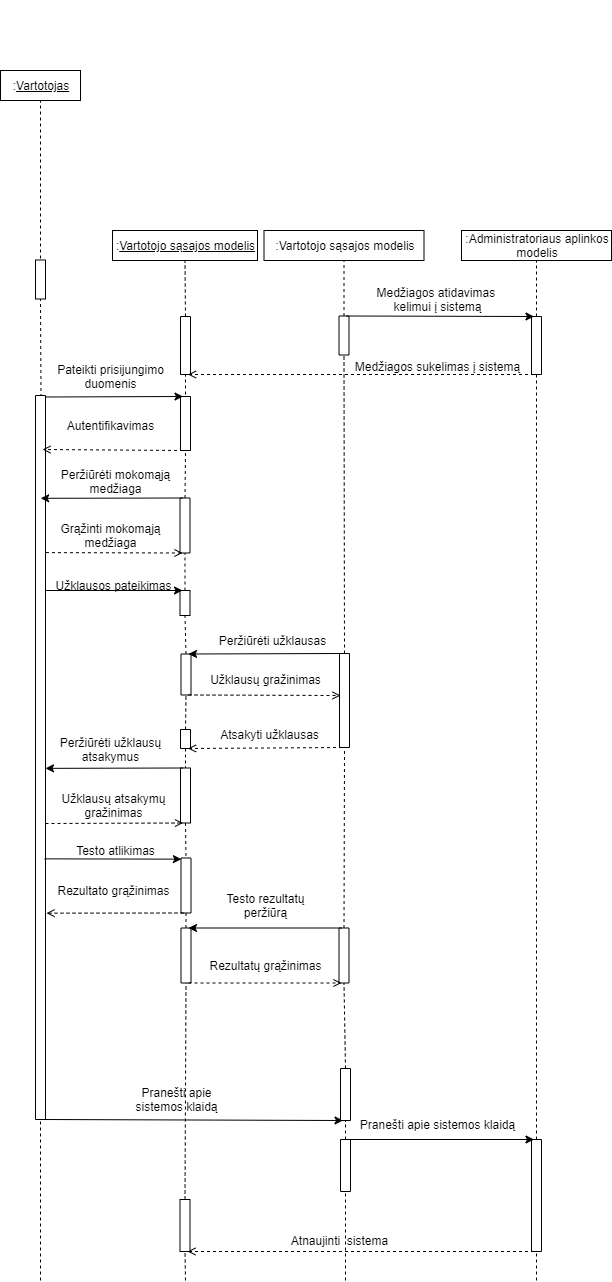 :Vartotojas
:Vartotojo sąsajos modelis
:Vartotojo sąsajos modelis
:Administratoriaus aplinkos
modelis
Medžiagos atidavimas
kelimui į sistemą
Medžiagos sukelimas į sistemą
Pateikti prisijungimo
duomenis
Autentifikavimas
Peržiūrėti mokomąją
medžiaga
Grąžinti mokomąją
medžiaga
Užklausos pateikimas
Peržiūrėti užklausas
Užklausų gražinimas
Atsakyti užklausas
Peržiūrėti užklausų
atsakymus
Užklausų atsakymų
gražinimas
Testo atlikimas
Rezultato grąžinimas
Testo rezultatų
peržiūrą
Rezultatų grąžinimas
Pranešti apie
sistemos klaidą
Pranešti apie sistemos klaidą
Atnaujinti sistema